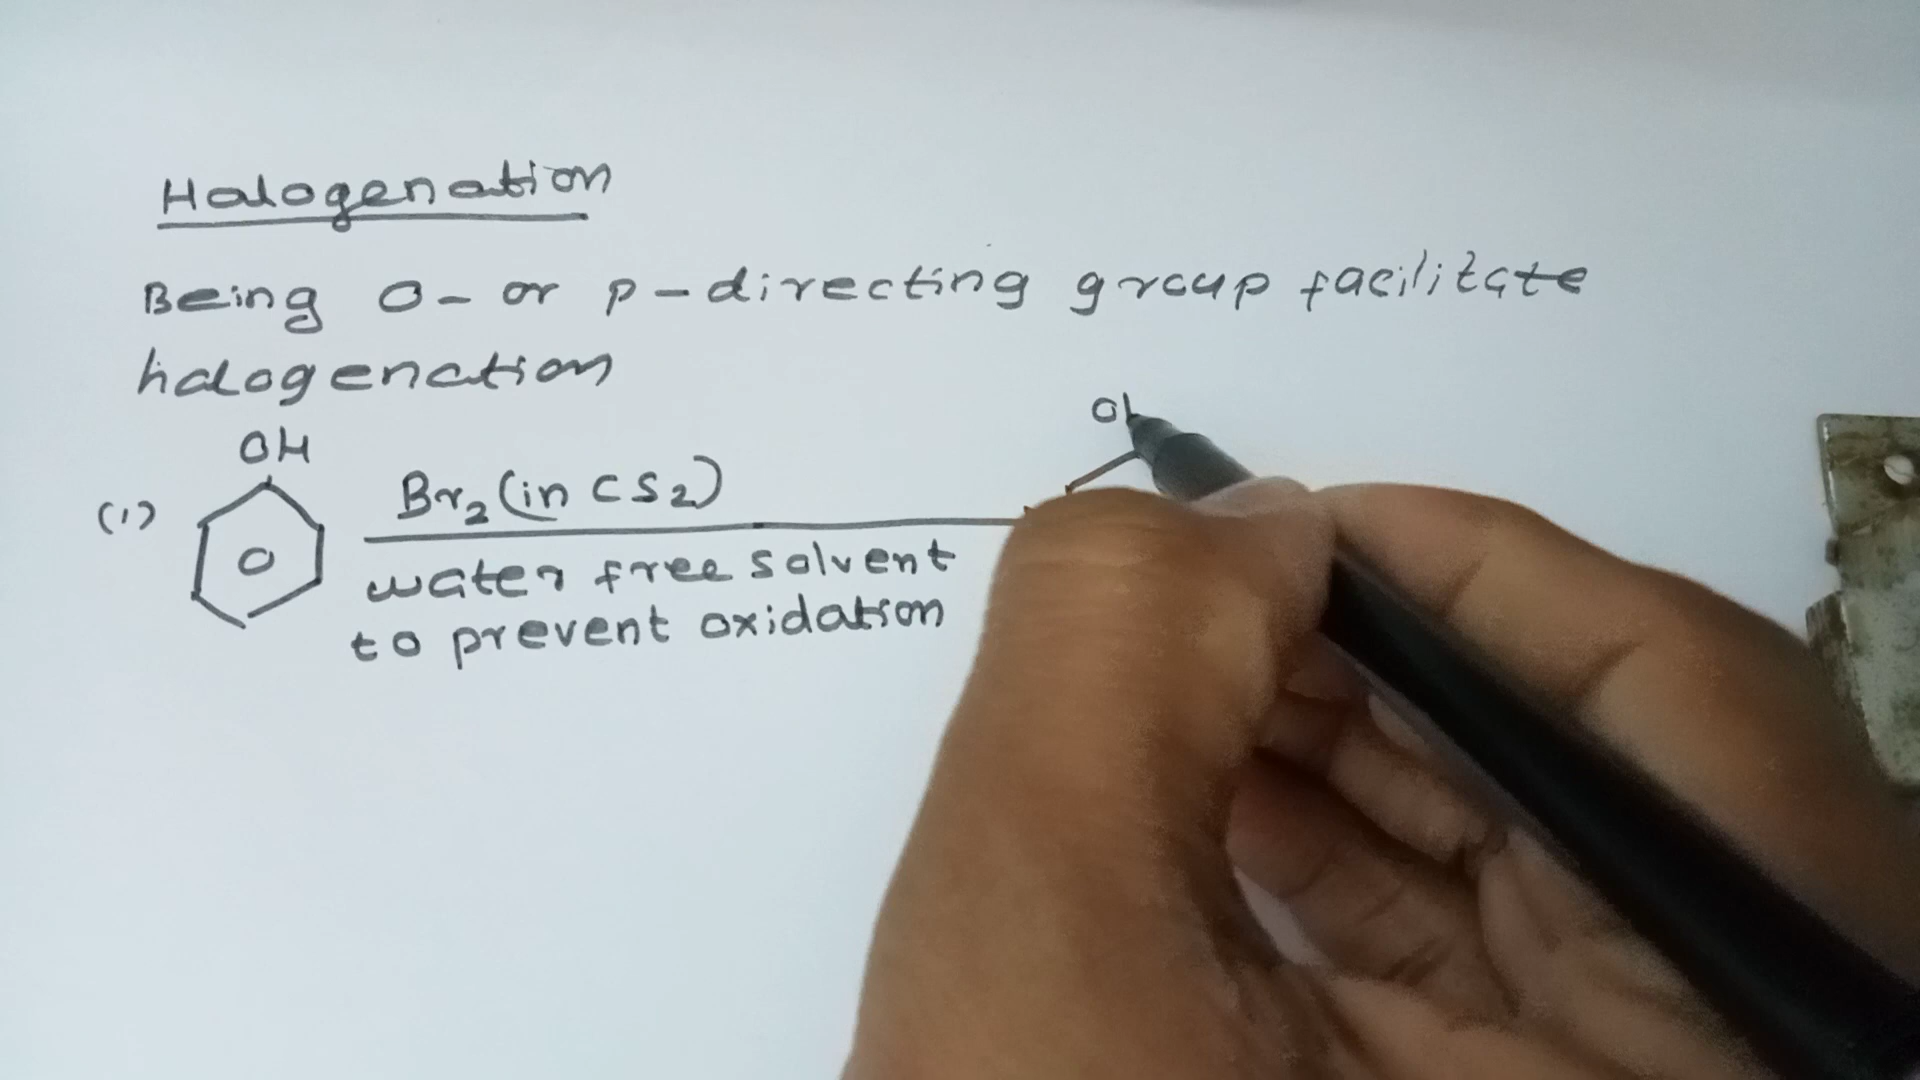 Halogenation
Being o- or p-directing group facilitate
halogenation
OH
(1)
Br2 (in CS2)
water free solvent
to prevent oxidation